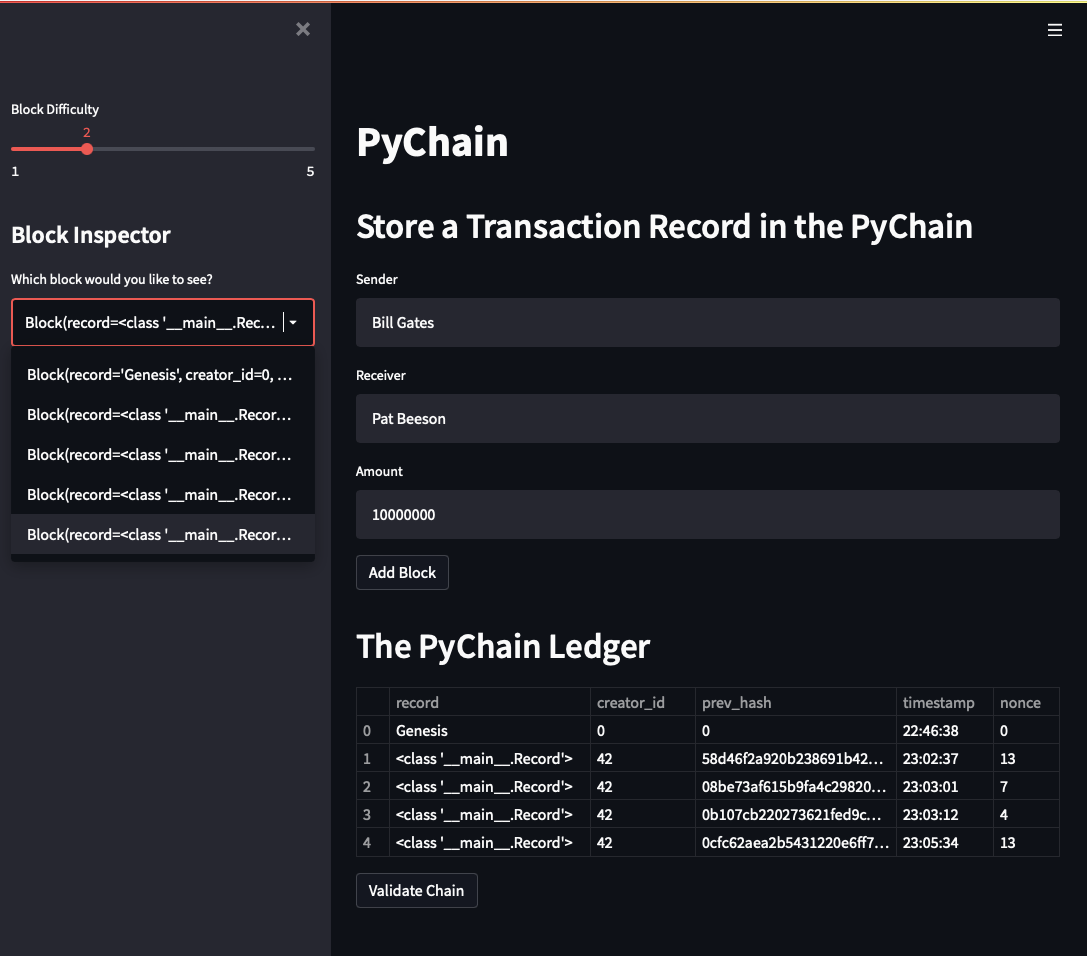 Block Difficulty
2
1 5
Block Inspector
Which block would you like to see?
Block(record=<class '__main__.Rec...
Block(record='Genesis', creator_id=0, ...
Block(record=<class '__main__.Recor...
Block(record=<class '__main__.Recor...
Block(record=<class '__main__.Recor...
Block(record=<class '__main__.Recor...
PyChain
Store a Transaction Record in the PyChain
Sender
Bill Gates
Receiver
Pat Beeson
Amount
10000000
Add Block
The PyChain Ledger
record creator_id prev_hash timestamp nonce
0 Genesis 0 0 22:46:38 0
1 <class '__main__.Record'> 42 58d46f2a920b238691b42... 23:02:37 13
2 <class '__main__.Record'> 42 08be73af615b9fa4c29820... 23:03:01 7
3 <class '__main__.Record'> 42 0b107cb220273621fed9c... 23:03:12 4
4 <class '__main__.Record'> 42 0cfc62aea2b5431220e6ff7... 23:05:34 13
Validate Chain